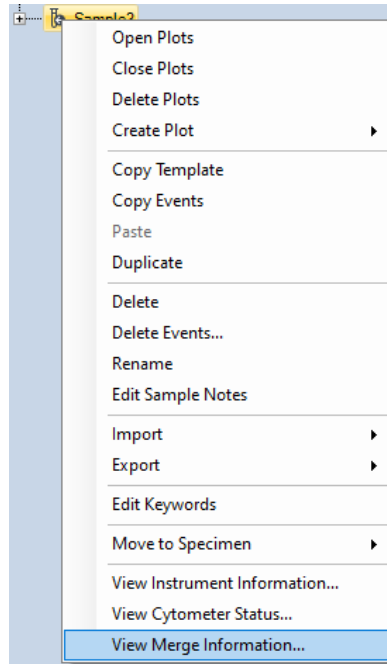 Sample3
Open Plots
Close Plots
Delete Plots
Create Plot
Copy Template
Copy Events
Paste
Duplicate
Delete
Delete Events...
Rename
Edit Sample Notes
Import
Export
Edit Keywords
Move to Specimen
View Instrument Information...
View Cytometer Status...
View Merge Information...